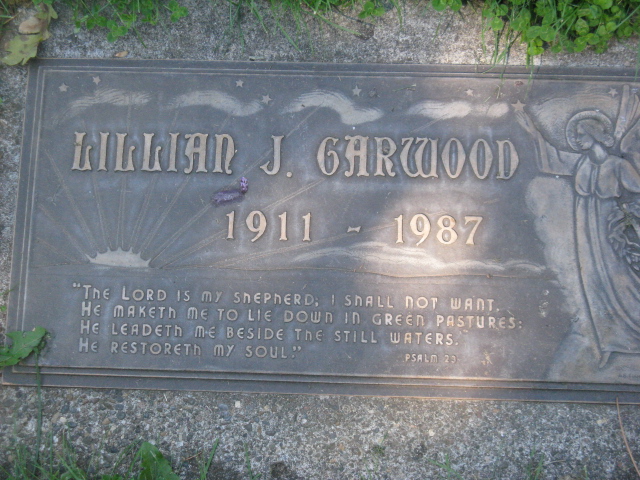 LILLIAN J. GARWOOD
1911 - 1987
"THE LORD IS MY SHEPHERD; I SHALL NOT WANT.
HE MAKETH ME TO LIE DOWN IN GREEN PASTURES:
HE LEADETH ME BESIDE THE STILL WATERS.
HE RESTORETH MY SOUL."
PSALM 23